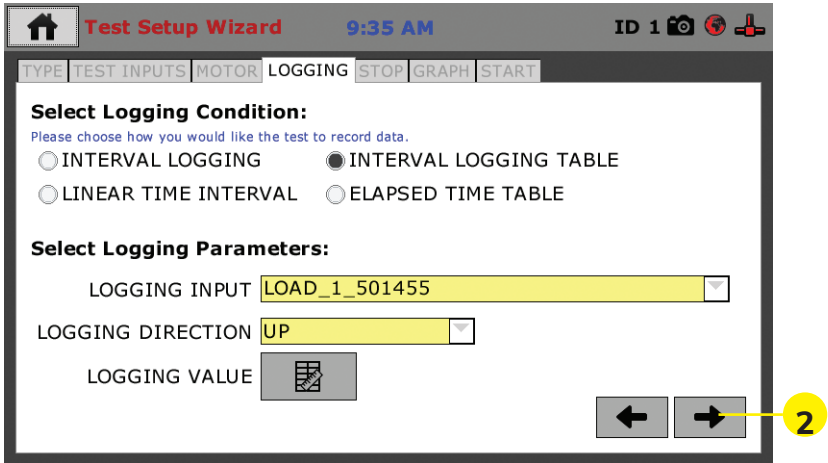 Test Setup Wizard 9:35 AM ID 1
TYPE TEST INPUTS MOTOR LOGGING STOP GRAPH START
Select Logging Condition:
Please choose how you would like the test to record data.
INTERVAL LOGGING INTERVAL LOGGING TABLE
LINEAR TIME INTERVAL ELAPSED TIME TABLE
Select Logging Parameters:
LOGGING INPUT LOAD_1_501455
LOGGING DIRECTION UP
LOGGING VALUE
2